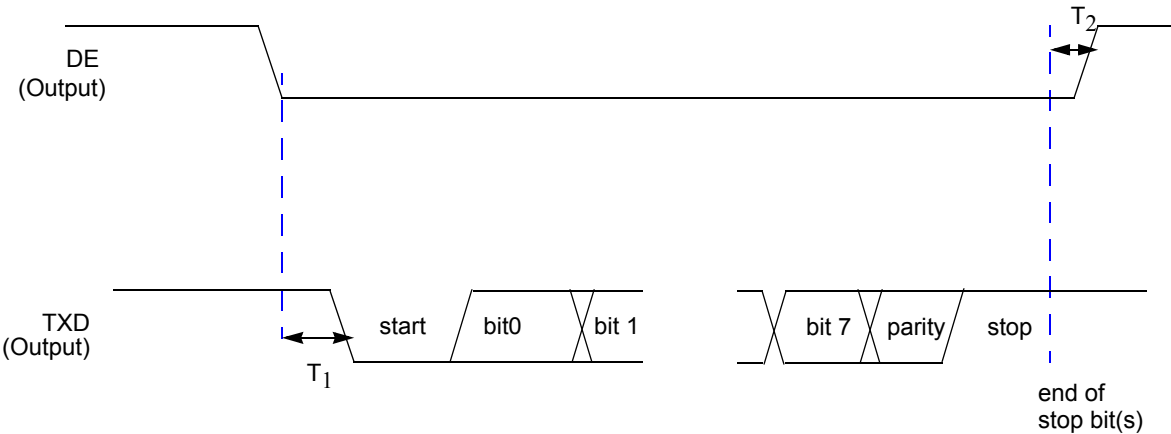 T2
DE
(Output)
TXD
(Output)
start
bit0
bit 1
bit 7
parity
stop
T1
end of
stop bit(s)